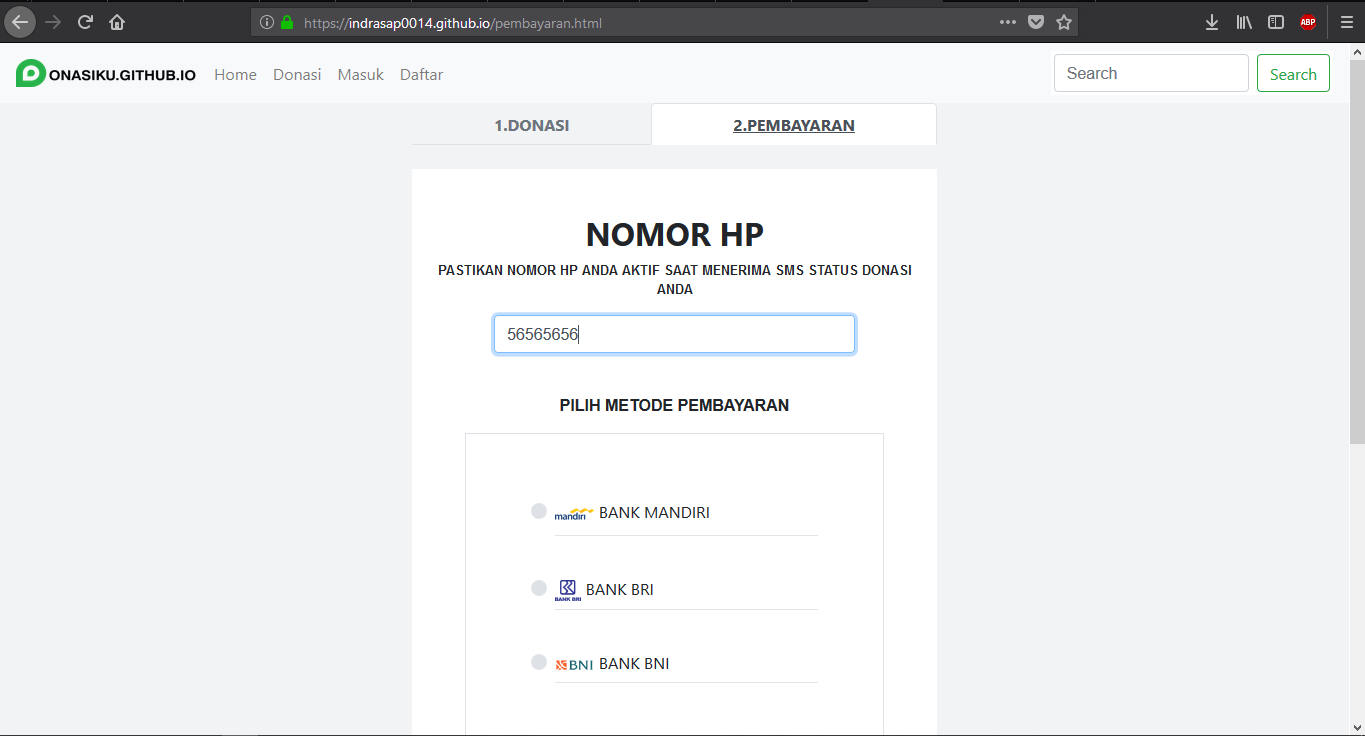 https://indrasap0014.github.io/pembayaran.html
ABP
ONASIKU.GITHUB.IO Home Donasi Masuk Daftar Search Search
1.DONASI 2.PEMBAYARAN
NOMOR HP
PASTIKAN NOMOR HP ANDA AKTIF SAAT MENERIMA SMS STATUS DONASI
ANDA
56565656
PILIH METODE PEMBAYARAN
mandiri BANK MANDIRI
BANK BRI BANK BRI
BNI BANK BNI